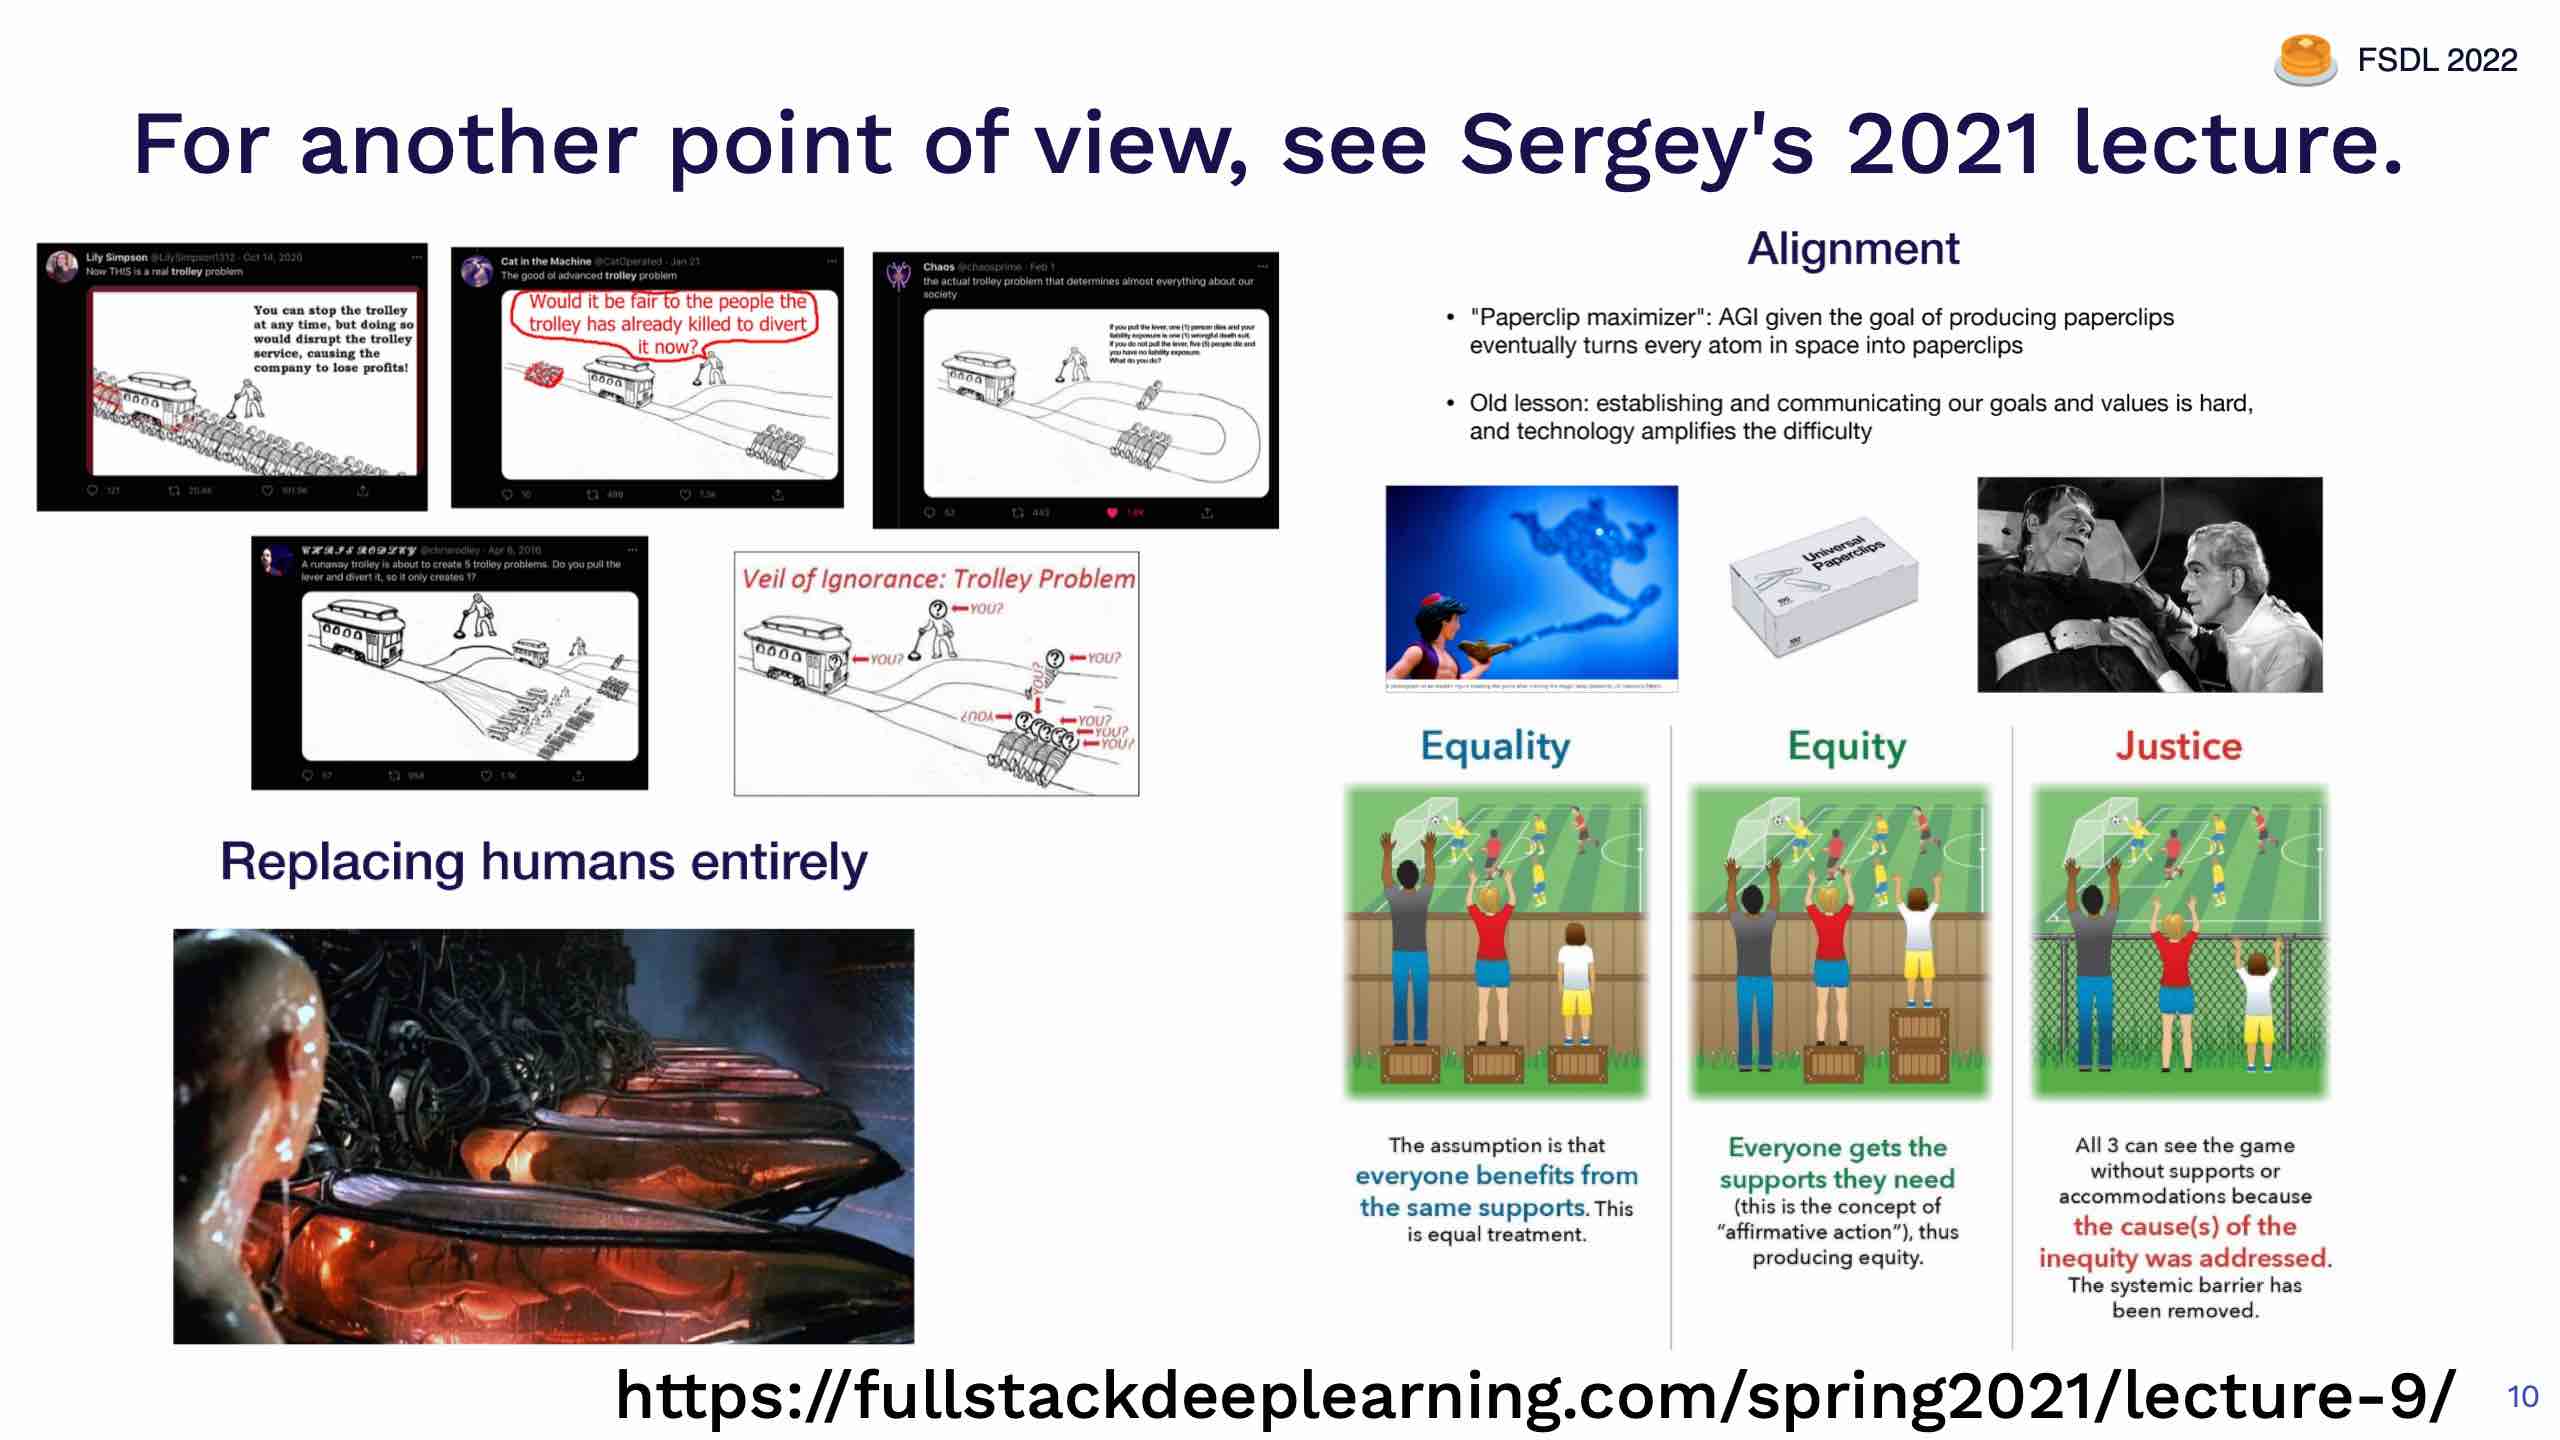 FSDL 2022
For another point of view, see Sergey's 2021 lecture.
Lily Simpson @LilySimpson1312 · Oct 14, 2020
Now THIS is a real trolley problem
You can stop the trolley
at any time, but doing so
would disrupt the trolley
service, causing the
company to lose profits!
121
Cat in the Machine @CatOperated · Jan 21
The good ol advanced trolley problem
Would it be fair to the people the
trolley has already killed to divert
it now?
10
499
Chaos @chaosprime · Feb 1
the actual trolley problem that determines almost everything about our
society
If you pull the lever, one (1) person dies and your
liability exposure is one (1) wrongful death suit.
If you do not pull the lever, five (5) people die and
you have no liability exposure.
What do you do?
443
CHRIS RODLEY @chrisrodley · Apr 6, 2016
A runaway trolley is about to create 5 trolley problems. Do you pull the
lever and divert it, so it only creates 1?
57
1.1K
Veil of Ignorance: Trolley Problem
YOU?
YOU?
YOU?
YOU?
YOU?
YOU?
YOU?
YOU?
Replacing humans entirely
Alignment
• "Paperclip maximizer": AGI given the goal of producing paperclips
eventually turns every atom in space into paperclips
• Old lesson: establishing and communicating our goals and values is hard,
and technology amplifies the difficulty
Universal
Paperclips
100
Equality
Equity
Justice
The assumption is that
everyone benefits from
the same supports. This
is equal treatment.
Everyone gets the
supports they need
(this is the concept of
“affirmative action”), thus
producing equity.
All 3 can see the game
without supports or
accommodations because
the cause(s) of the
inequity was addressed.
The systemic barrier has
been removed.
https://fullstackdeeplearning.com/spring2021/lecture-9/
10